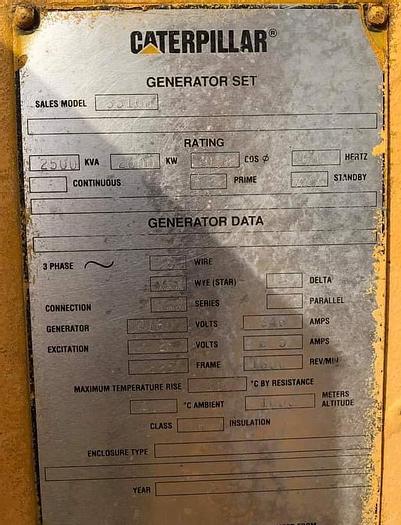 CATERPILLAR®
GENERATOR SET
SALES MODEL
RATING
2500 KVA KW COS Ø HERTZ
CONTINUOUS PRIME STANDBY
GENERATOR DATA
3 PHASE WIRE
WYE (STAR) DELTA
CONNECTION SERIES PARALLEL
GENERATOR VOLTS AMPS
EXCITATION VOLTS AMPS
FRAME REV/MIN
MAXIMUM TEMPERATURE RISE °C BY RESISTANCE
°C AMBIENT METERS
ALTITUDE
CLASS INSULATION
ENCLOSURE TYPE
YEAR